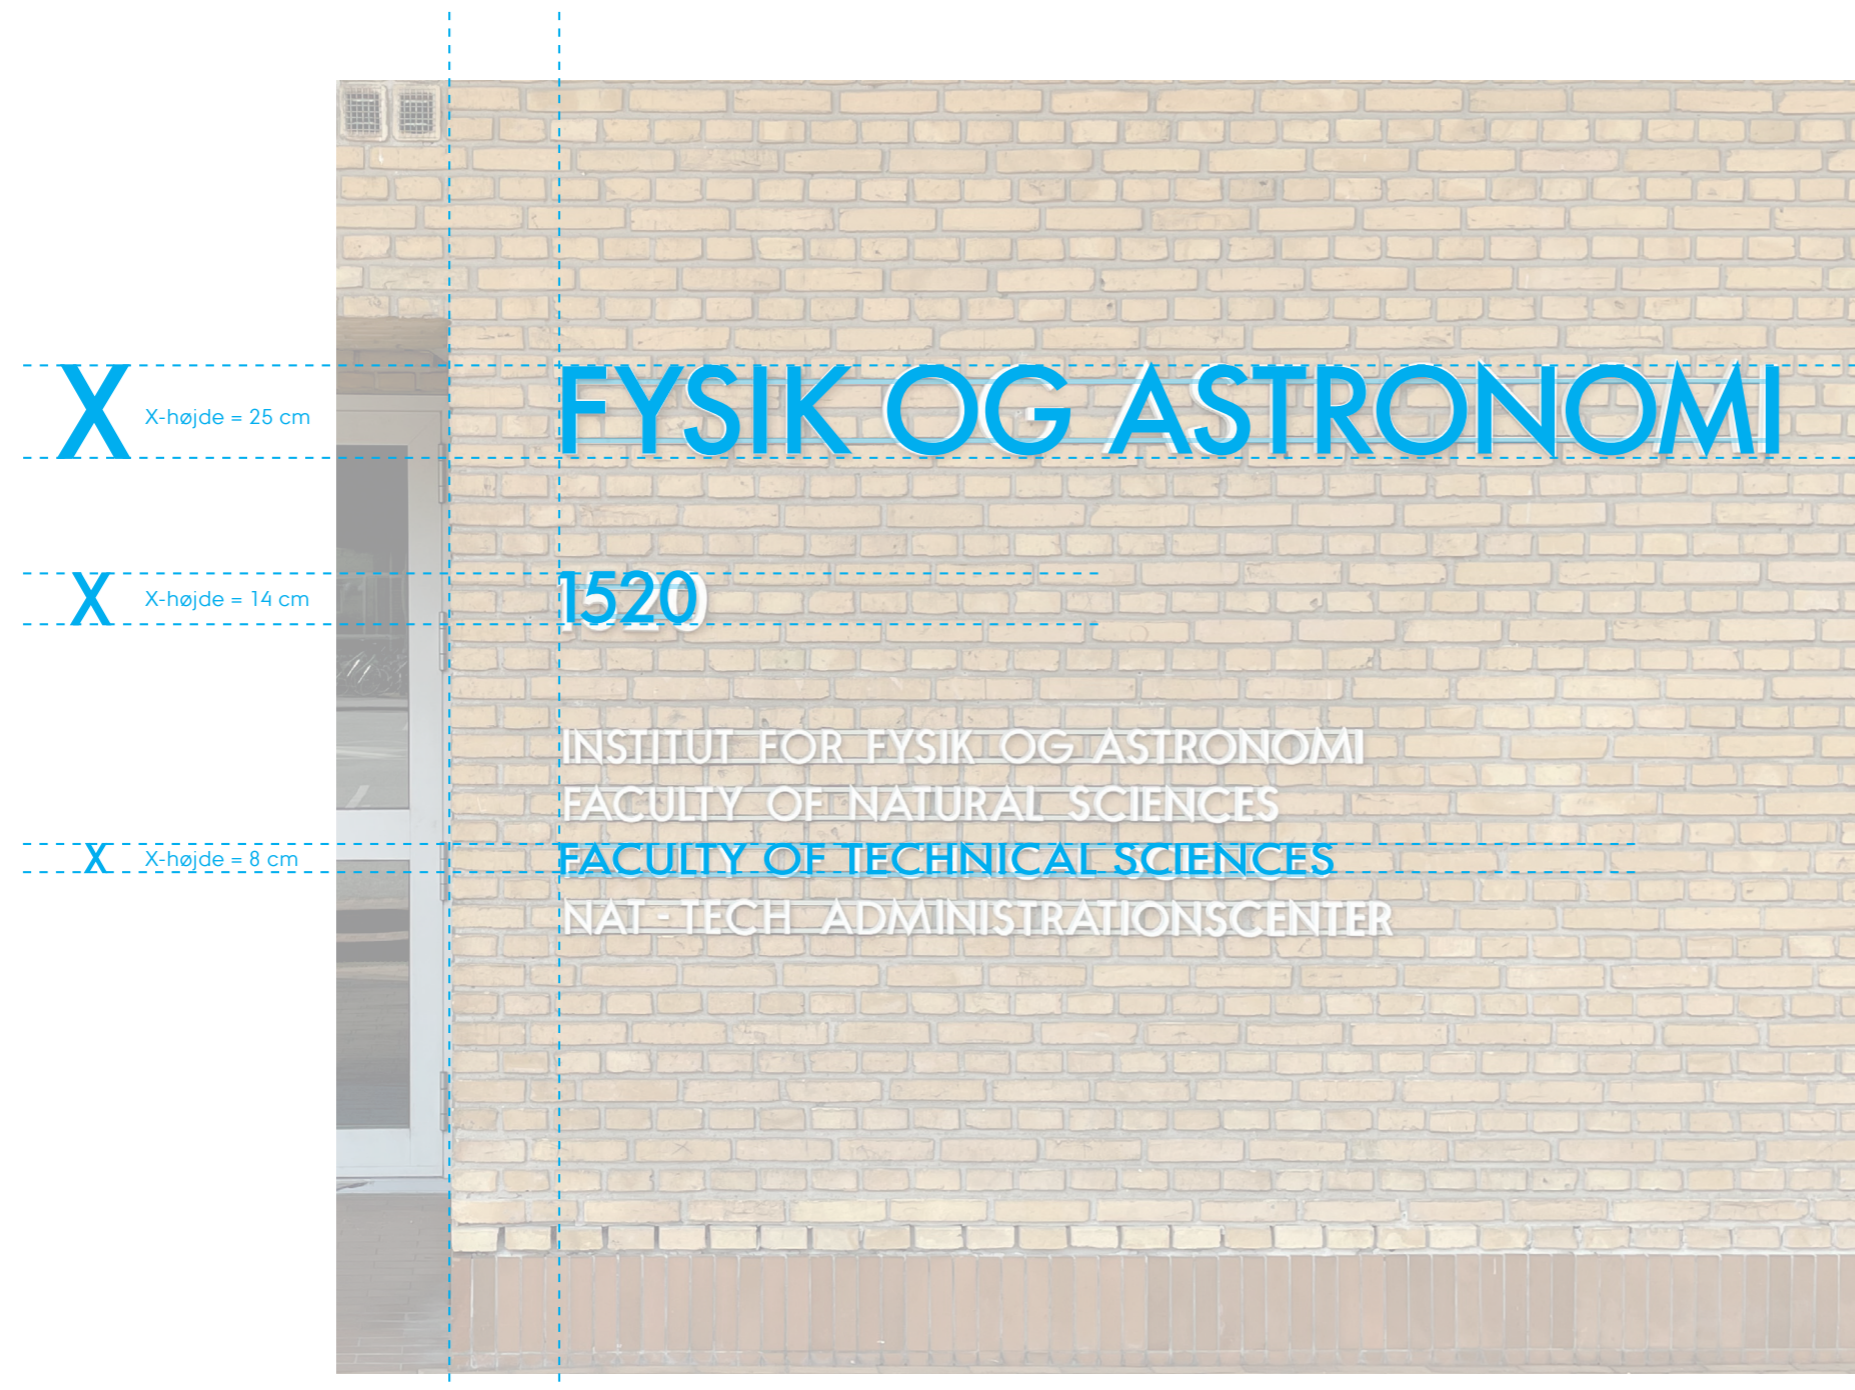 X X-højde = 25 cm FYSIK OG ASTRONOMI
X X-højde = 14 cm 1520
INSTITUT FOR FYSIK OG ASTRONOMI
FACULTY OF NATURAL SCIENCES
X X-højde = 8 cm FACULTY OF TECHNICAL SCIENCES
NAT-TECH ADMINISTRATIONSCENTER